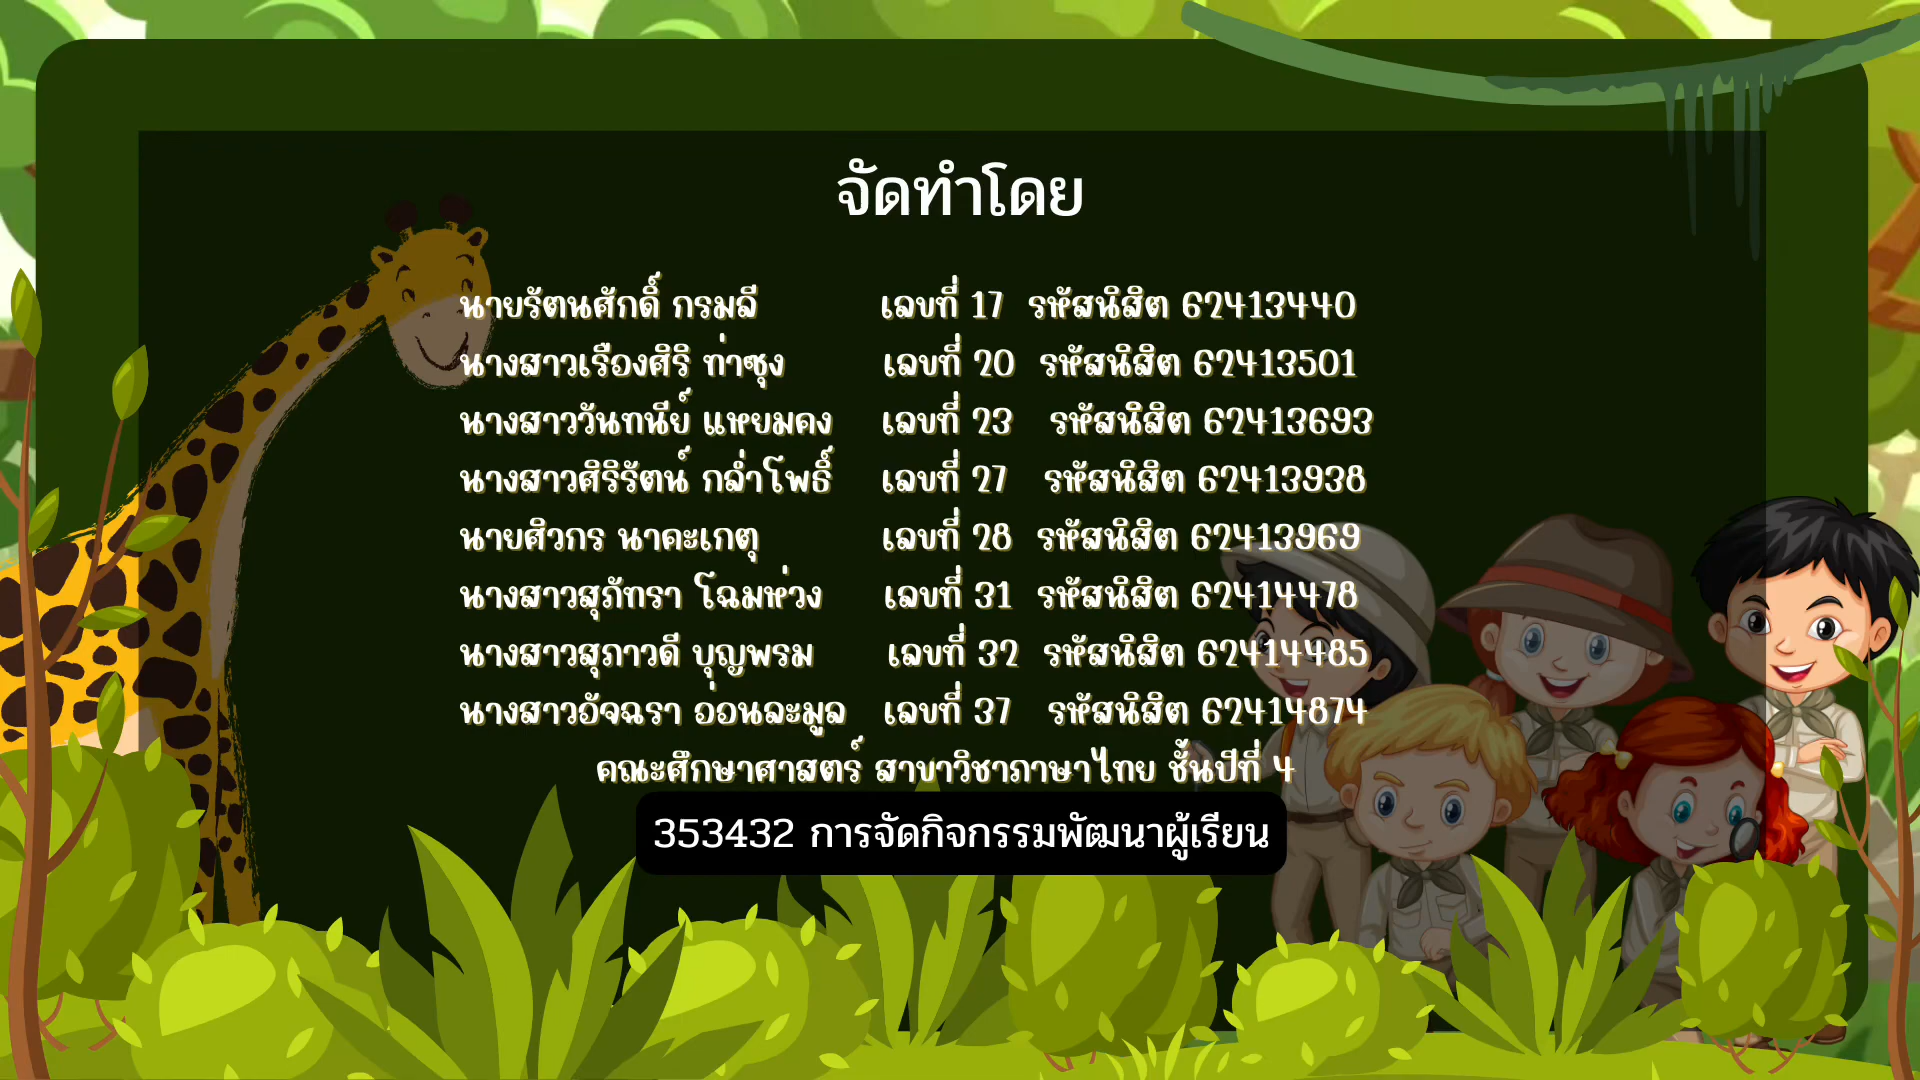 จัดทำโดย
นายรัตนศักดิ์ กรมลี เลขที่ 17 รหัสนิสิต 62413440
นางสาวเรืองศิริ ท่าซุง เลขที่ 20 รหัสนิสิต 62413501
นางสาววันทนีย์ แหยมคง เลขที่ 23 รหัสนิสิต 62413693
นางสาวศิริรัตน์ กล่ำโพธิ์ เลขที่ 27 รหัสนิสิต 62413938
นายศิวกร นาคะเกตุ เลขที่ 28 รหัสนิสิต 62413969
นางสาวสุภัทรา โฉมห่วง เลขที่ 31 รหัสนิสิต 62414478
นางสาวสุภาวดี บุญพรม เลขที่ 32 รหัสนิสิต 62414485
นางสาวอัจฉรา อ่อนละมูล เลขที่ 37 รหัสนิสิต 62414874
คณะศึกษาศาสตร์ สาขาวิชาภาษาไทย ชั้นปีที่ 4
353432 การจัดกิจกรรมพัฒนาผู้เรียน